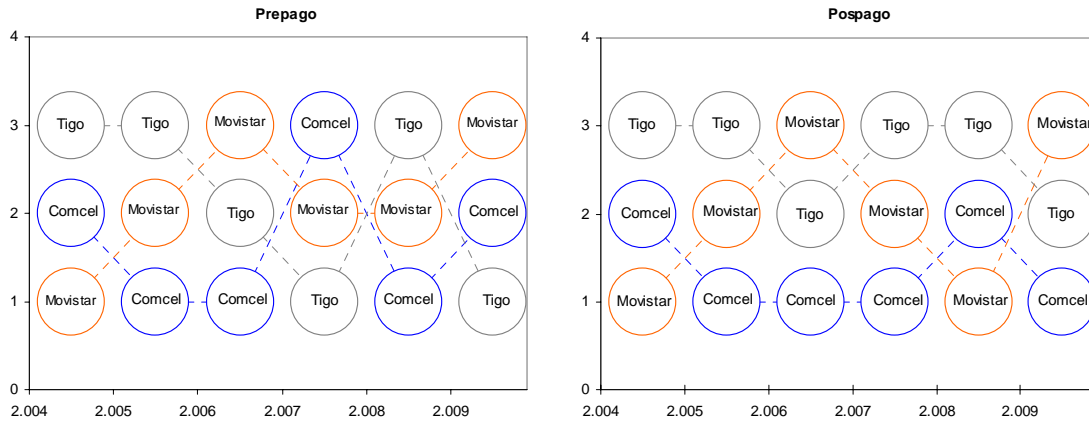 Prepago
4
3
2
1
0
Tigo Tigo Movistar Comcel Tigo Movistar
Comcel Movistar Tigo Movistar Movistar Comcel
Movistar Comcel Comcel Tigo Comcel Tigo
2.004 2.005 2.006 2.007 2.008 2.009
Pospago
4
3
2
1
0
Tigo Tigo Movistar Tigo Tigo Movistar
Comcel Movistar Tigo Movistar Comcel Tigo
Movistar Comcel Comcel Comcel Movistar Comcel
2.004 2.005 2.006 2.007 2.008 2.009